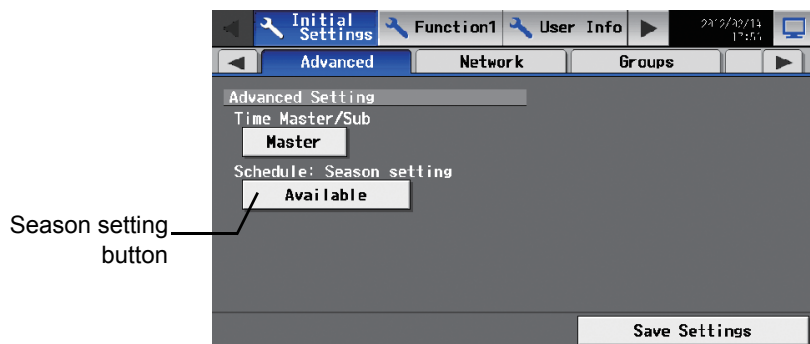 Initial
Settings
Function1
User Info
Advanced
Network
Groups
Advanced Setting
Time Master/Sub
Master
Schedule: Season setting
Available
Season setting
button
Save Settings